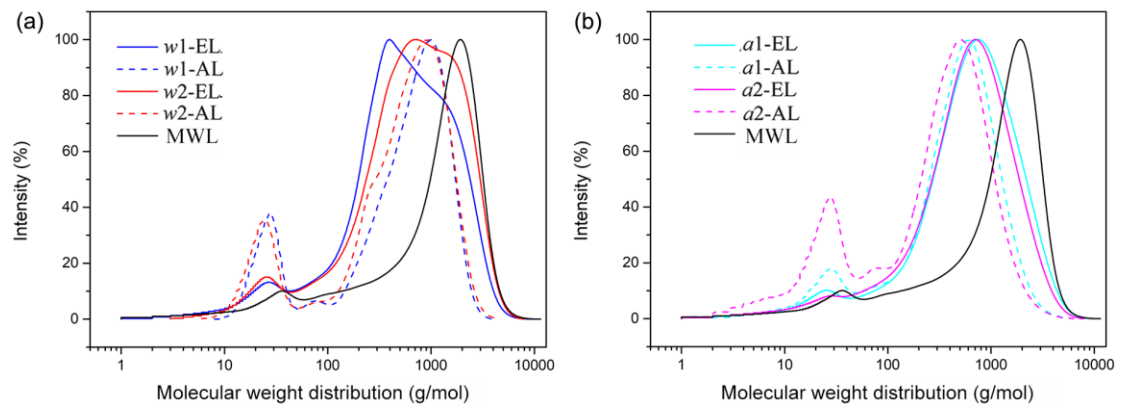 (a)
Intensity (%)
100
80
60
40
20
0
w1-EL.
w1-AL
w2-EL.
w2-AL
MWL
1
10
100
1000
10000
Molecular weight distribution (g/mol)
(b)
Intensity (%)
100
80
60
40
20
0
a1-EL
a1-AL
a2-EL
a2-AL
MWL
1
10
100
1000
10000
Molecular weight distribution (g/mol)